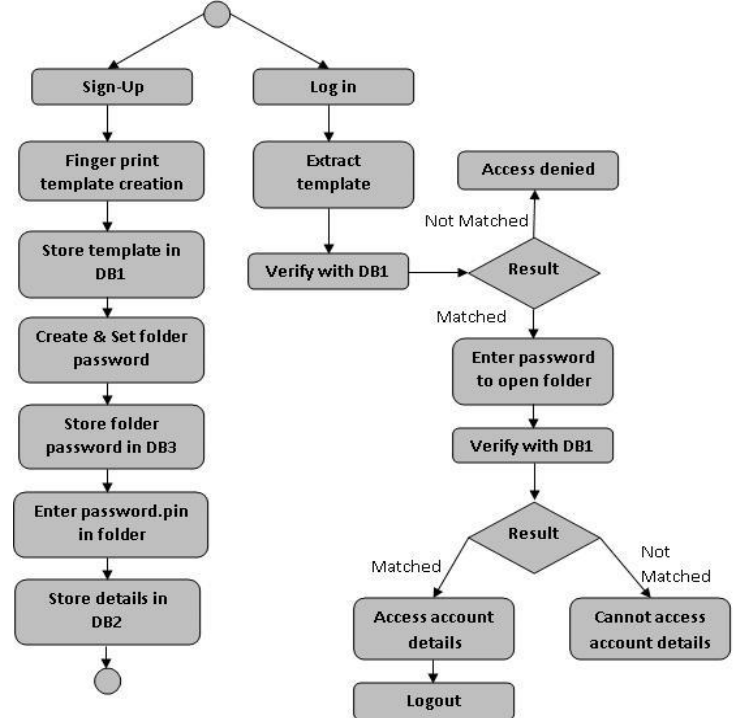 Sign-Up
Finger print
template creation
Store template in
DB1
Create & Set folder
password
Store folder
password in DB3
Enter password.pin
in folder
Store details in
DB2
Log in
Extract
template
Verify with DB1
Result
Not Matched
Access denied
Matched
Enter password
to open folder
Verify with DB1
Result
Matched
Access account
details
Logout
Not
Matched
Cannot access
account details